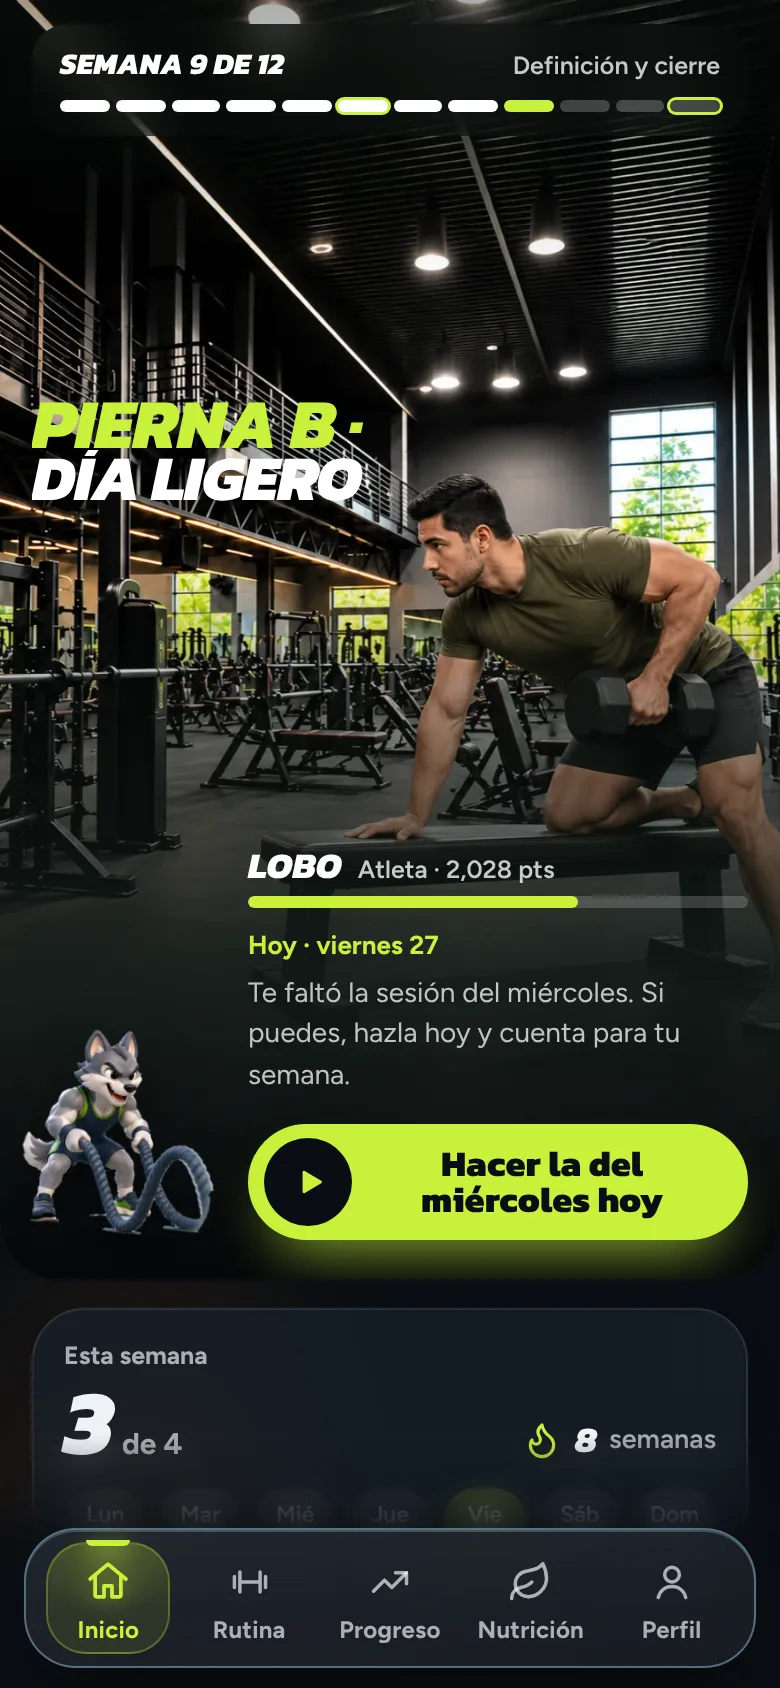 SEMANA 9 DE 12
Definición y cierre
PIERNA B ·
DÍA LIGERO
LOBO Atleta · 2,028 pts
Hoy · viernes 27
Te faltó la sesión del miércoles. Si
puedes, hazla hoy y cuenta para tu
semana.
Hacer la del
miércoles hoy
Esta semana
3 de 4
8 semanas
Lun Mar Mié Jue Vie Sáb Dom
Inicio Rutina Progreso Nutrición Perfil